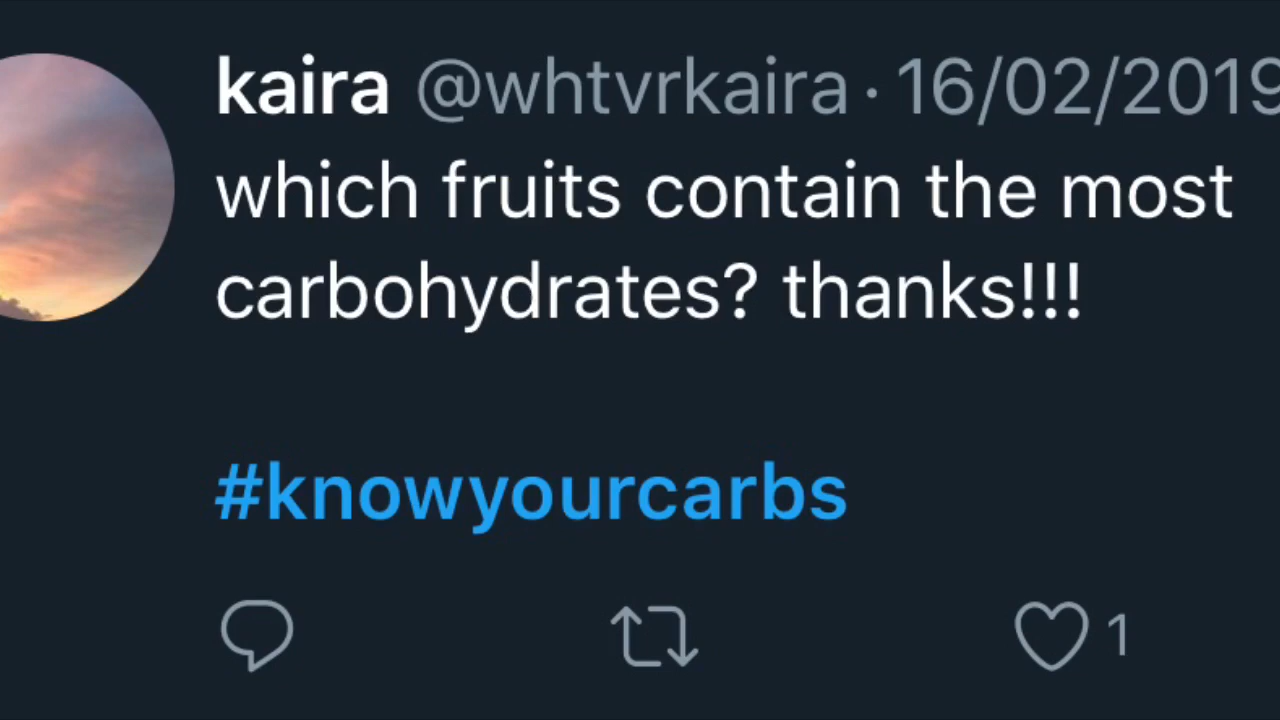 kaira @whtvrkaira · 16/02/2019
which fruits contain the most
carbohydrates? thanks!!!
#knowyourcarbs
1